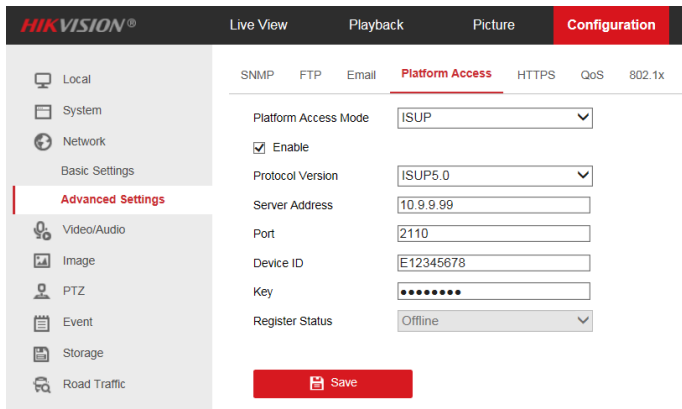 HIKVISION®
Live View Playback Picture Configuration
Local
System
Network
Basic Settings
Advanced Settings
Video/Audio
Image
PTZ
Event
Storage
Road Traffic
SNMP FTP Email Platform Access HTTPS QoS 802.1x
Platform Access Mode ISUP
Enable
Protocol Version ISUP5.0
Server Address 10.9.9.99
Port 2110
Device ID E12345678
Key ●●●●●●●●
Register Status Offline
Save